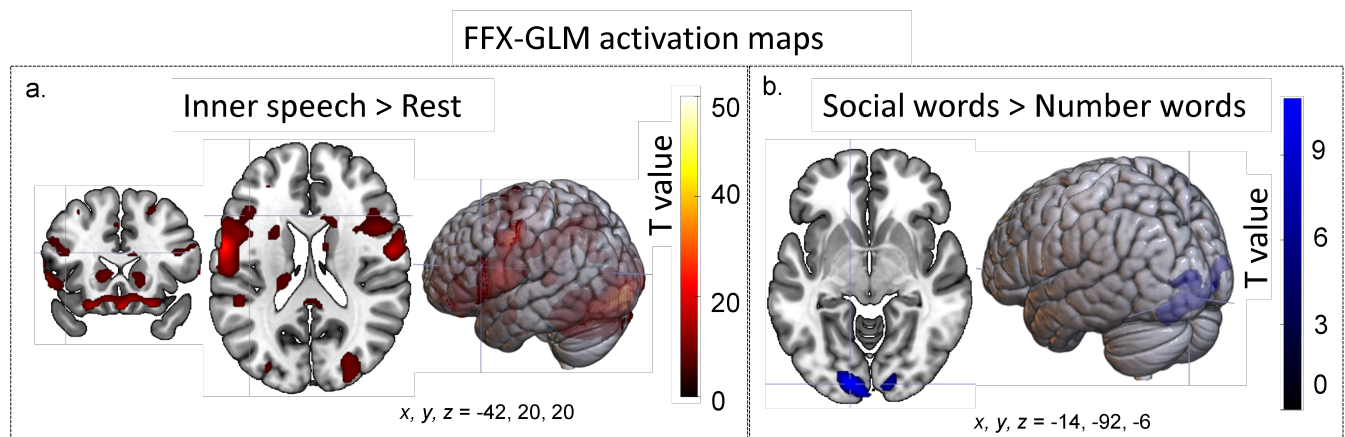 FFX-GLM activation maps
a.
Inner speech > Rest
50
40
20
0
T value
x, y, z = -42, 20, 20
b.
Social words > Number words
9
6
3
0
T value
x, y, z = -14, -92, -6